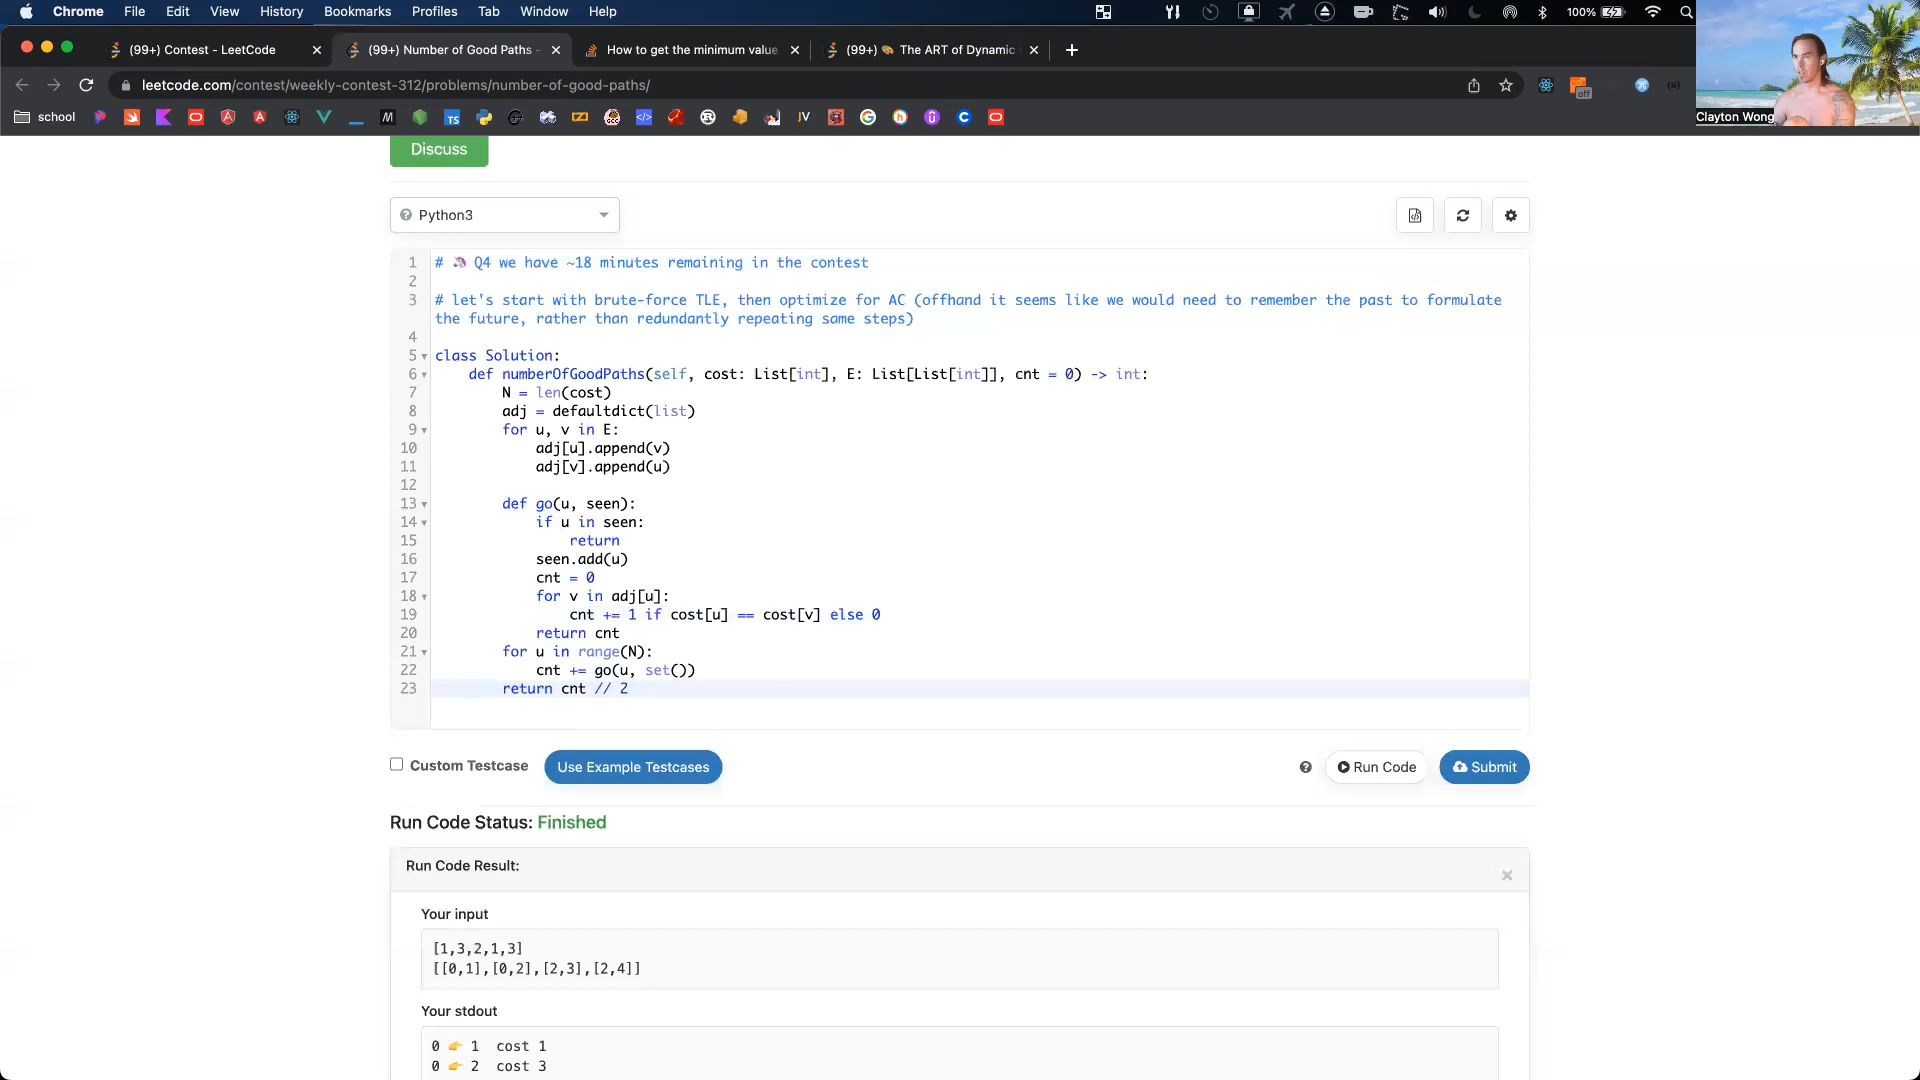 Chrome File Edit View History Bookmarks Profiles Tab Window Help 100%
(99+) Contest - LeetCode
(99+) Number of Good Paths -
How to get the minimum value
(99+) The ART of Dynamic
leetcode.com/contest/weekly-contest-312/problems/number-of-good-paths/
off
school
M
TS
JV
Clayton Wong
Discuss
Python3
1 # 🦄 Q4 we have ~18 minutes remaining in the contest
2
3 # let's start with brute-force TLE, then optimize for AC (offhand it seems like we would need to remember the past to formulate
the future, rather than redundantly repeating same steps)
4
5 class Solution:
6 def numberOfGoodPaths(self, cost: List[int], E: List[List[int]], cnt = 0) -> int:
7 N = len(cost)
8 adj = defaultdict(list)
9 for u, v in E:
10 adj[u].append(v)
11 adj[v].append(u)
12
13 def go(u, seen):
14 if u in seen:
15 return
16 seen.add(u)
17 cnt = 0
18 for v in adj[u]:
19 cnt += 1 if cost[u] == cost[v] else 0
20 return cnt
21 for u in range(N):
22 cnt += go(u, set())
23 return cnt // 2
Custom Testcase
Use Example Testcases
Run Code
Submit
Run Code Status: Finished
Run Code Result:
Your input
[1,3,2,1,3]
[[0,1],[0,2],[2,3],[2,4]]
Your stdout
0 👉 1 cost 1
0 👉 2 cost 3